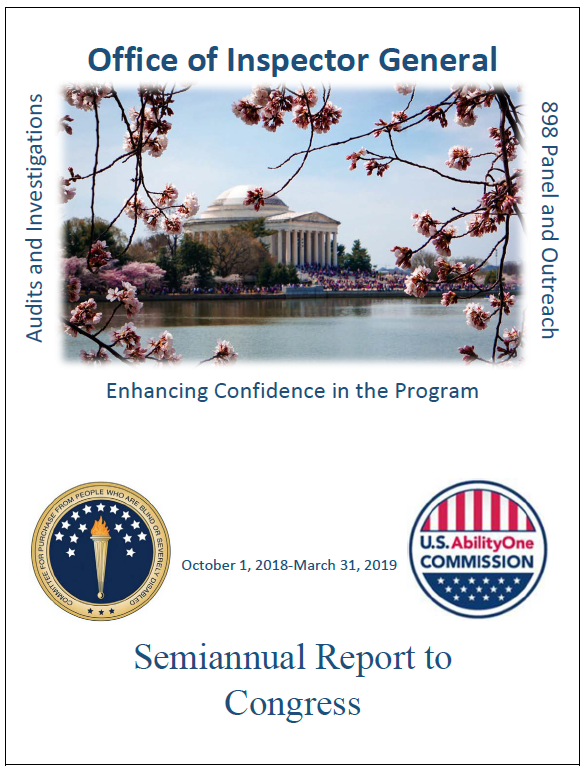 Office of Inspector General
Audits and Investigations
898 Panel and Outreach
Enhancing Confidence in the Program
COMMITTEE FOR PURCHASE FROM PEOPLE WHO ARE BLIND OR SEVERELY DISABLED
October 1, 2018-March 31, 2019
U.S.AbilityOne
COMMISSION
Semiannual Report to
Congress